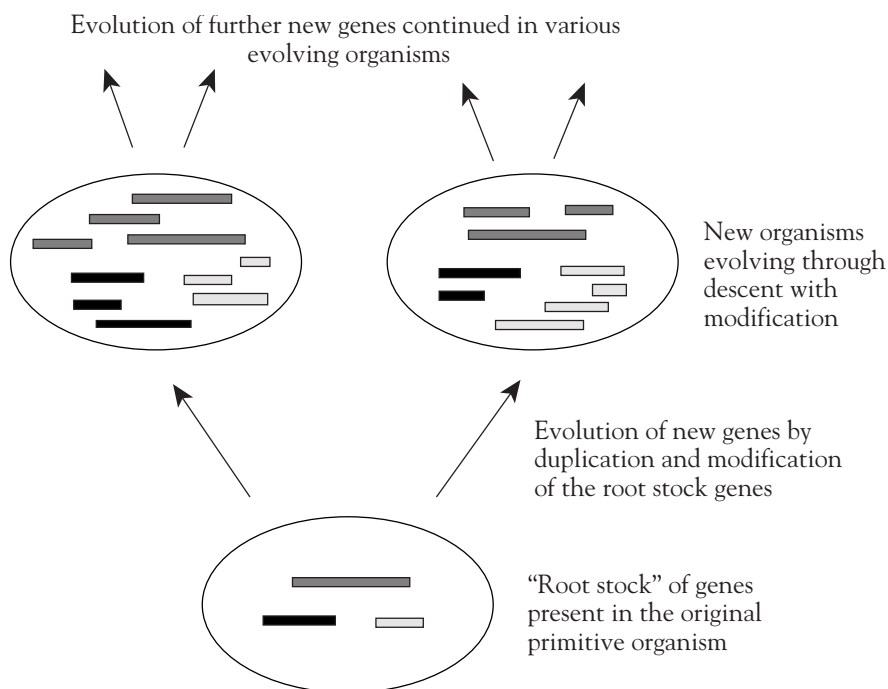 Evolution of further new genes continued in various
evolving organisms
New organisms
evolving through
descent with
modification
Evolution of new genes by
duplication and modification
of the root stock genes
“Root stock” of genes
present in the original
primitive organism